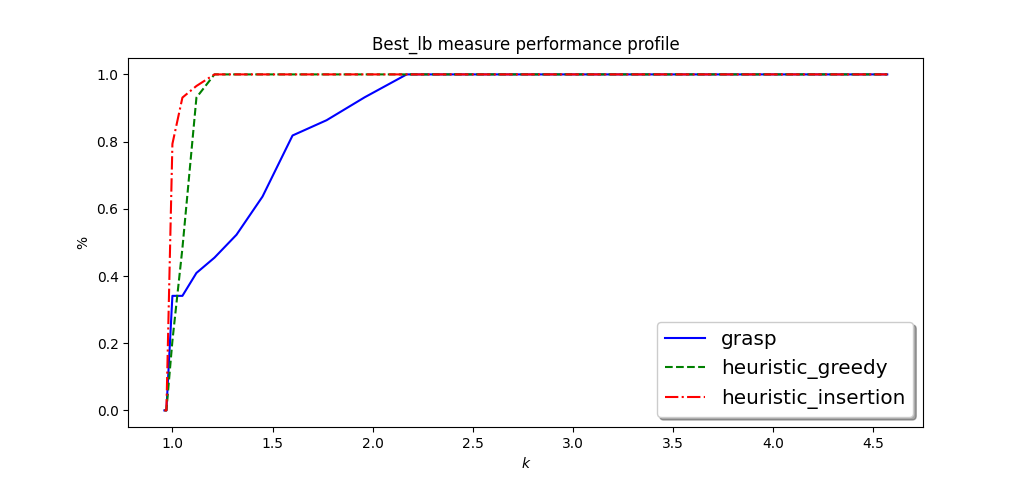 Best_lb measure performance profile
1.0
0.8
0.6
0.4
0.2
0.0
%
1.0 1.5 2.0 2.5 3.0 3.5 4.0 4.5
k
grasp
heuristic_greedy
heuristic_insertion